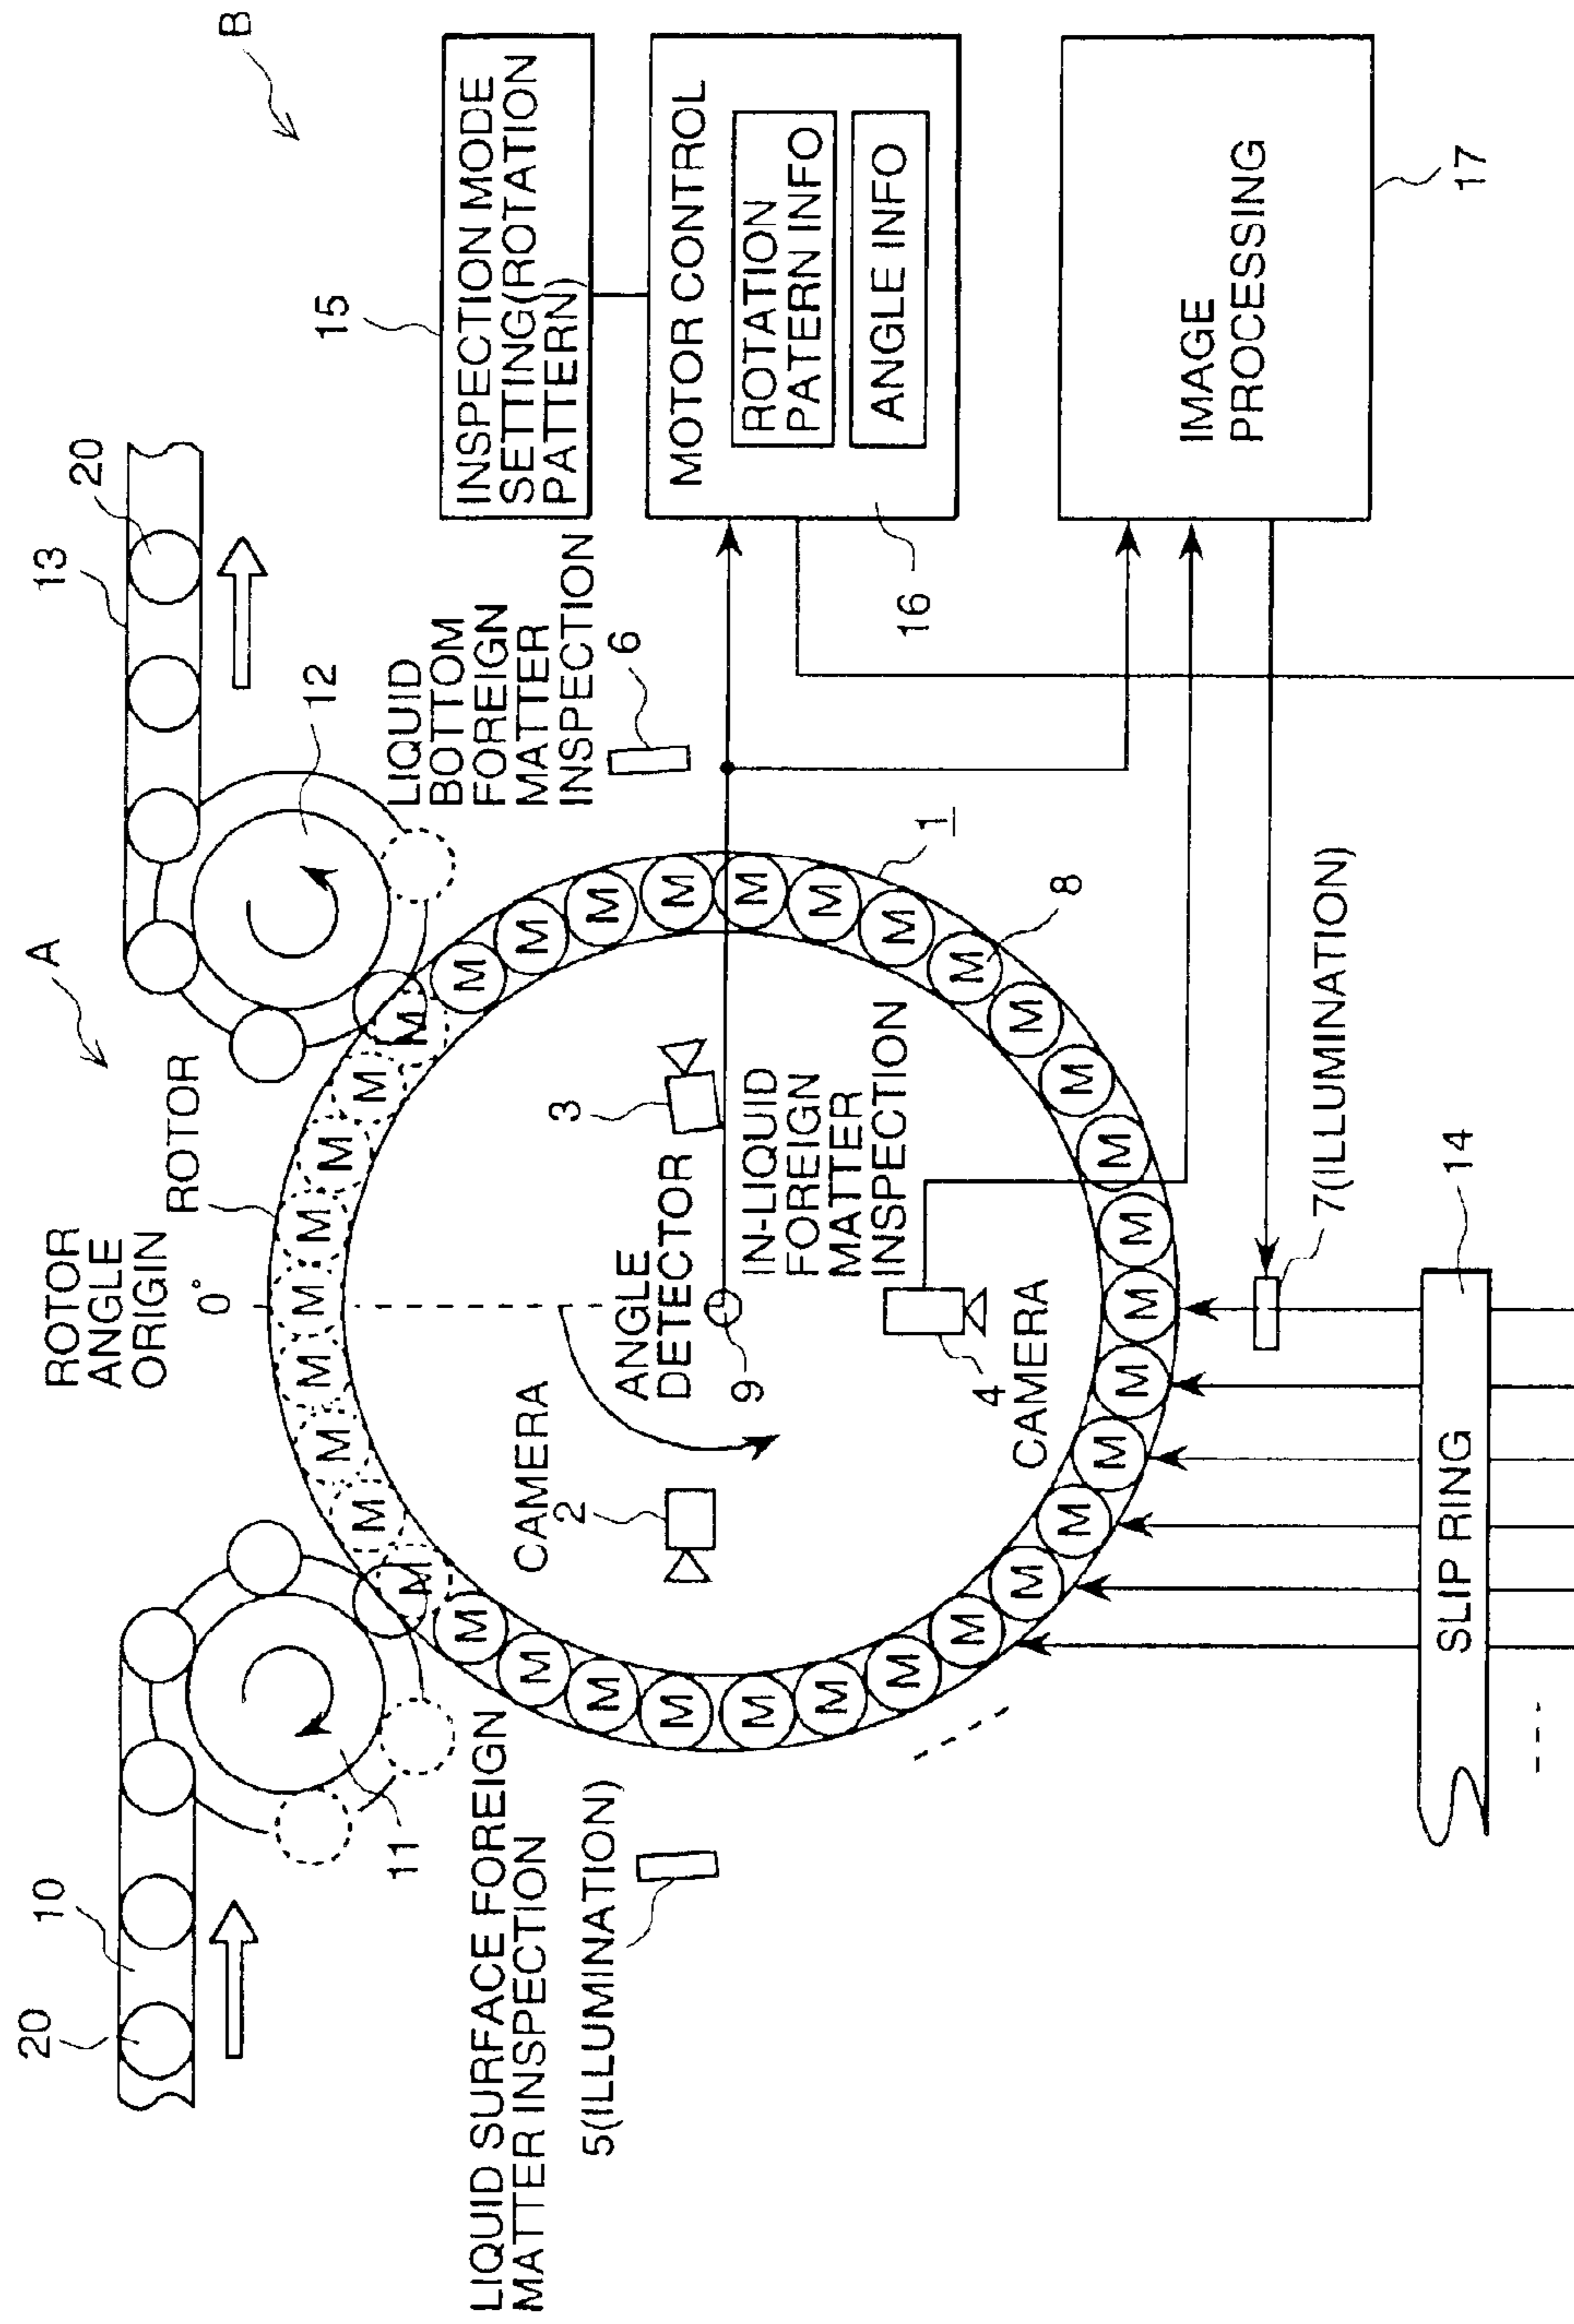 A
B
ROTOR
ANGLE
ORIGIN
0°
ROTOR
20
10
11
13
20
12
LIQUID SURFACE FOREIGN
MATTER INSPECTION
5(ILLUMINATION)
CAMERA
2
ANGLE
DETECTOR
9
3
LIQUID
BOTTOM
FOREIGN
MATTER
INSPECTION
6
IN-LIQUID
FOREIGN
MATTER
INSPECTION
4
CAMERA
1
8
M M M M M M M M M M M M M M M M M M M M M M M M M M M M M M M M M M M M
7(ILLUMINATION)
SLIP RING
14
15
INSPECTION MODE
SETTING(ROTATION
PATTERN)
MOTOR CONTROL
ROTATION
PATERN INFO
ANGLE INFO
16
IMAGE
PROCESSING
17